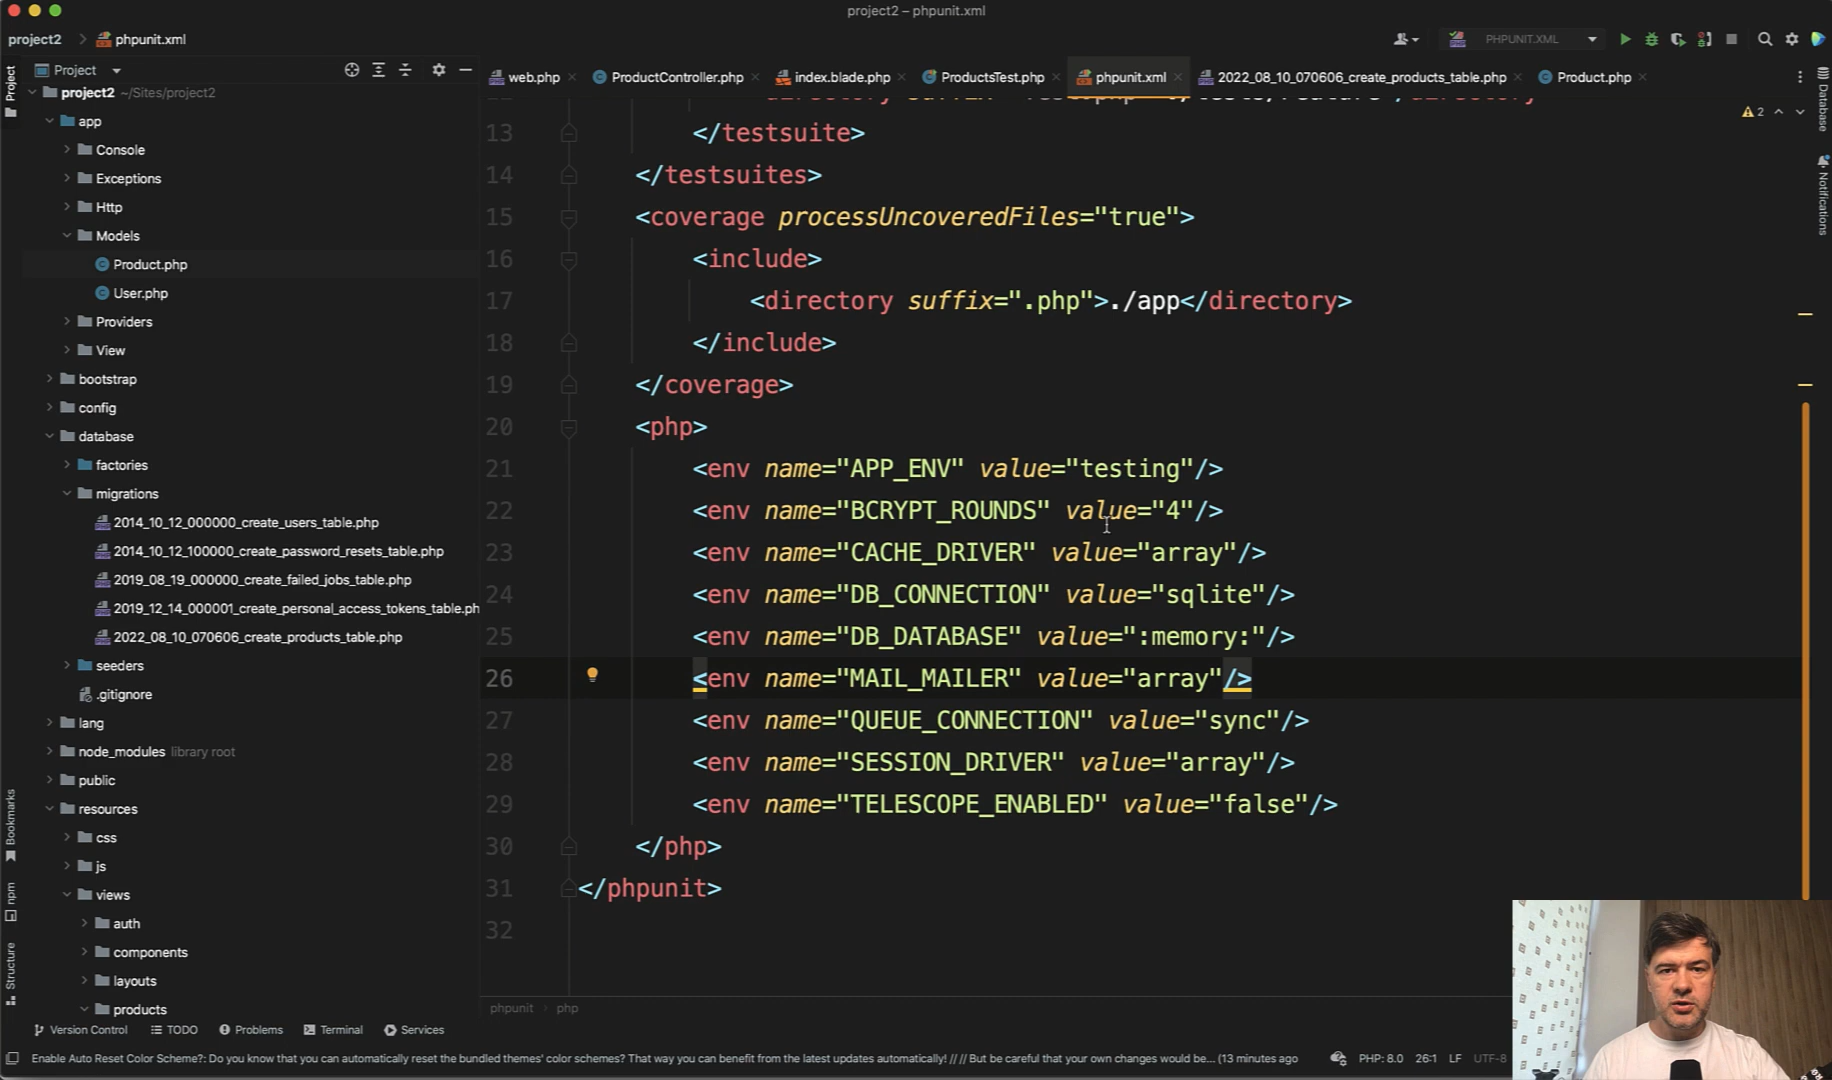 project2 – phpunit.xml
project2
phpunit.xml
PHPUNIT.XML
Project
web.php
ProductController.php
index.blade.php
ProductsTest.php
phpunit.xml
2022_08_10_070606_create_products_table.php
Product.php
Project
project2 ~/Sites/project2
app
Console
Exceptions
Http
Models
Product.php
User.php
Providers
View
bootstrap
config
database
factories
migrations
2014_10_12_000000_create_users_table.php
2014_10_12_100000_create_password_resets_table.php
2019_08_19_000000_create_failed_jobs_table.php
2019_12_14_000001_create_personal_access_tokens_table.ph
2022_08_10_070606_create_products_table.php
seeders
.gitignore
lang
node_modules library root
public
resources
css
js
views
auth
components
layouts
products
Bookmarks
npm
Structure
2
13 </testsuite>
14 </testsuites>
15 <coverage processUncoveredFiles="true">
16 <include>
17 <directory suffix=".php">./app</directory>
18 </include>
19 </coverage>
20 <php>
21 <env name="APP_ENV" value="testing"/>
22 <env name="BCRYPT_ROUNDS" value="4"/>
23 <env name="CACHE_DRIVER" value="array"/>
24 <env name="DB_CONNECTION" value="sqlite"/>
25 <env name="DB_DATABASE" value=":memory:"/>
26 <env name="MAIL_MAILER" value="array"/>
27 <env name="QUEUE_CONNECTION" value="sync"/>
28 <env name="SESSION_DRIVER" value="array"/>
29 <env name="TELESCOPE_ENABLED" value="false"/>
30 </php>
31 </phpunit>
32
Database
Notifications
phpunit
php
Version Control
TODO
Problems
Terminal
Services
Enable Auto Reset Color Scheme?: Do you know that you can automatically reset the bundled themes' color schemes? That way you can benefit from the latest updates automatically! // // But be careful that your own changes would be... (13 minutes ago
PHP: 8.0
26:1
LF
UTF-8